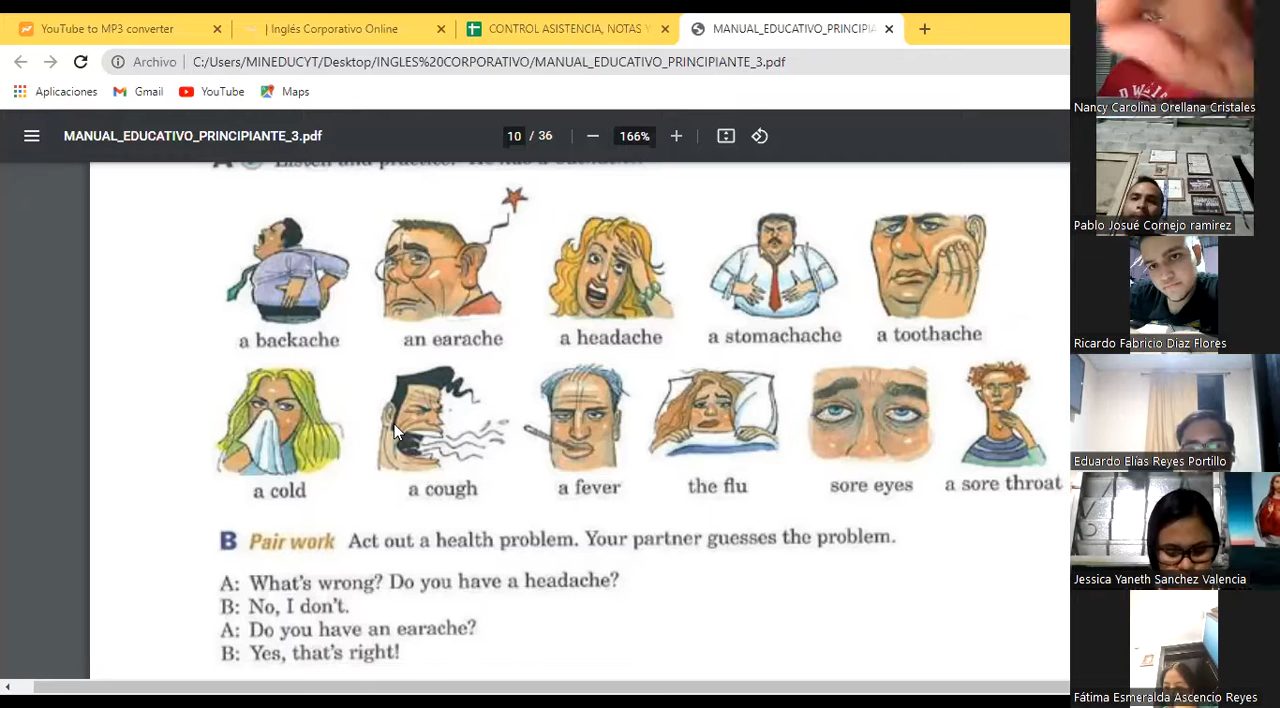 YouTube to MP3 converter
| Inglés Corporativo Online
CONTROL ASISTENCIA, NOTAS Y
MANUAL_EDUCATIVO_PRINCIPIA
Archivo | C:/Users/MINEDUCYT/Desktop/INGLES%20CORPORATIVO/MANUAL_EDUCATIVO_PRINCIPIANTE_3.pdf
Aplicaciones Gmail YouTube Maps
MANUAL_EDUCATIVO_PRINCIPIANTE_3.pdf 10 / 36 166%
a backache an earache a headache a stomachache a toothache
a cold a cough a fever the flu sore eyes a sore throat
B Pair work Act out a health problem. Your partner guesses the problem.
A: What's wrong? Do you have a headache?
B: No, I don't.
A: Do you have an earache?
B: Yes, that's right!
Nancy Carolina Orellana Cristales
Pablo Josué Cornejo ramirez
Ricardo Fabricio Diaz Flores
Eduardo Elías Reyes Portillo
Jessica Yaneth Sanchez Valencia
Fátima Esmeralda Ascencio Reyes